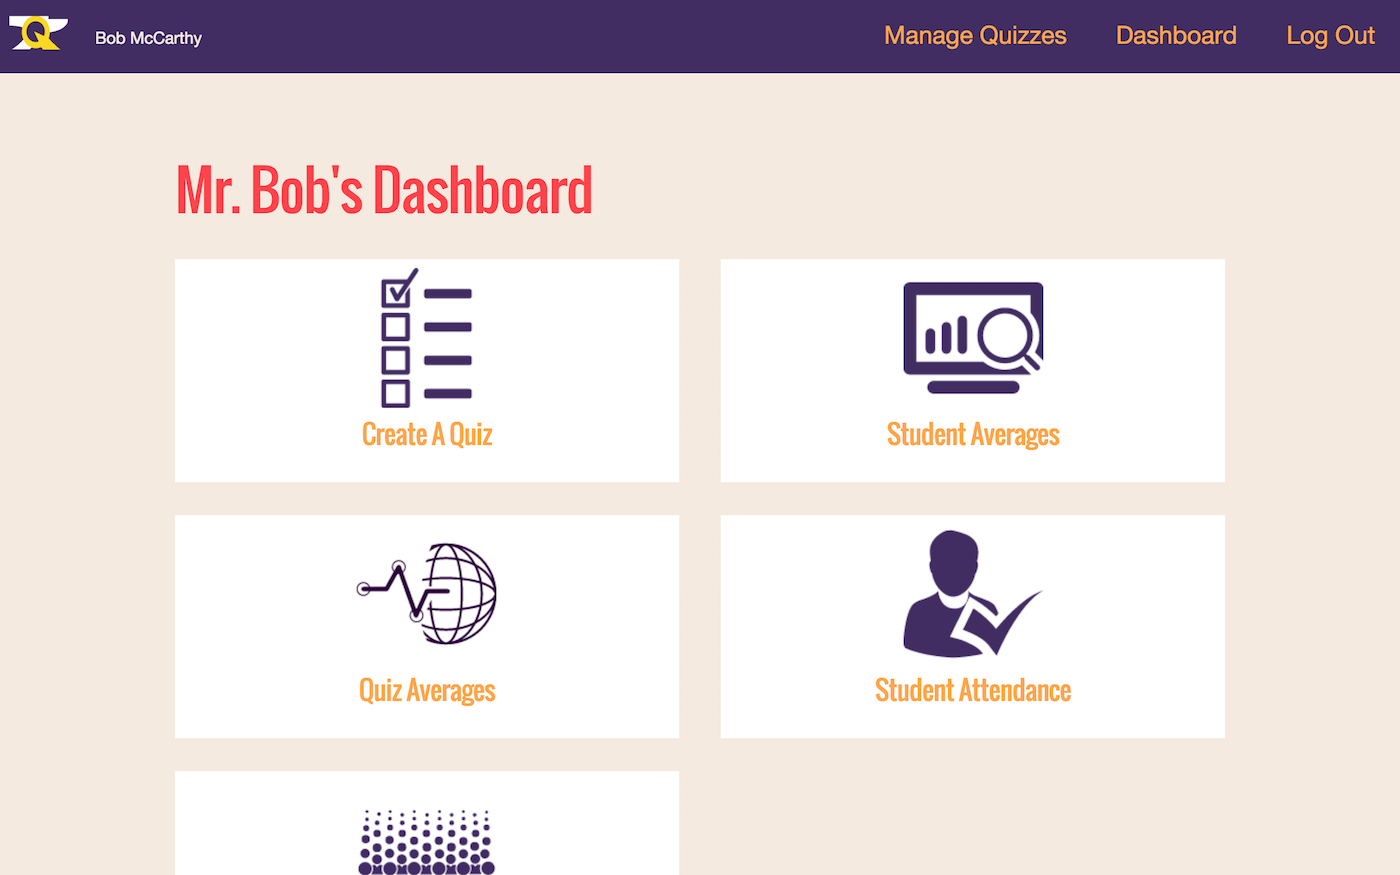 Q
Bob McCarthy
Manage Quizzes
Dashboard
Log Out
Mr. Bob's Dashboard
Create A Quiz
Student Averages
Quiz Averages
Student Attendance